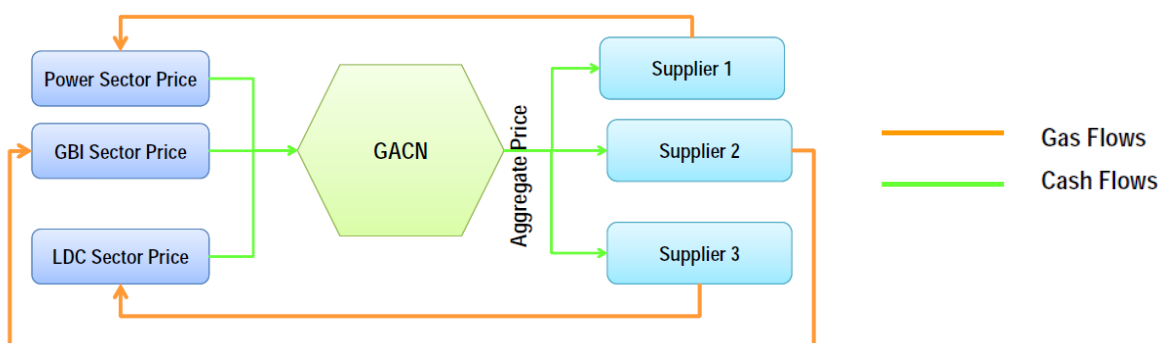 Power Sector Price
GBI Sector Price
LDC Sector Price
GACN
Aggregate Price
Supplier 1
Supplier 2
Supplier 3
Gas Flows
Cash Flows